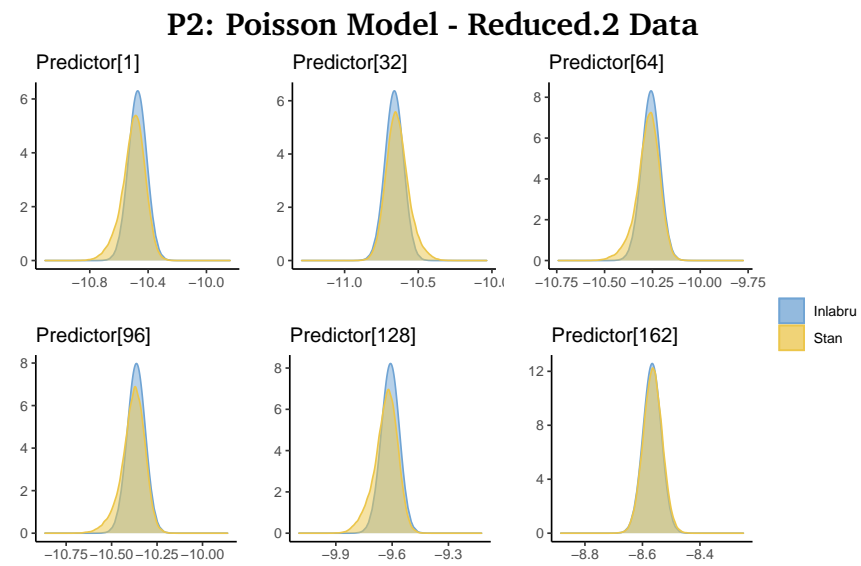 P2: Poisson Model - Reduced.2 Data
Predictor[1]
Predictor[32]
Predictor[64]
6
4
2
0
−10.8 −10.4 −10.0
6
4
2
0
−11.0 −10.5 −10.0
8
6
4
2
0
−10.75 −10.50 −10.25 −10.00 −9.75
Inlabru
Stan
Predictor[96]
Predictor[128]
Predictor[162]
8
6
4
2
0
−10.75 −10.50 −10.25 −10.00
8
6
4
2
0
−9.9 −9.6 −9.3
12
8
4
0
−8.8 −8.6 −8.4